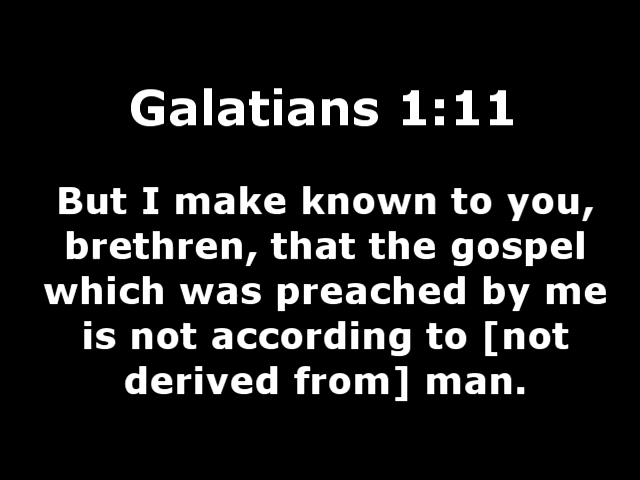 Galatians 1:11
But I make known to you,
brethren, that the gospel
which was preached by me
is not according to [not
derived from] man.